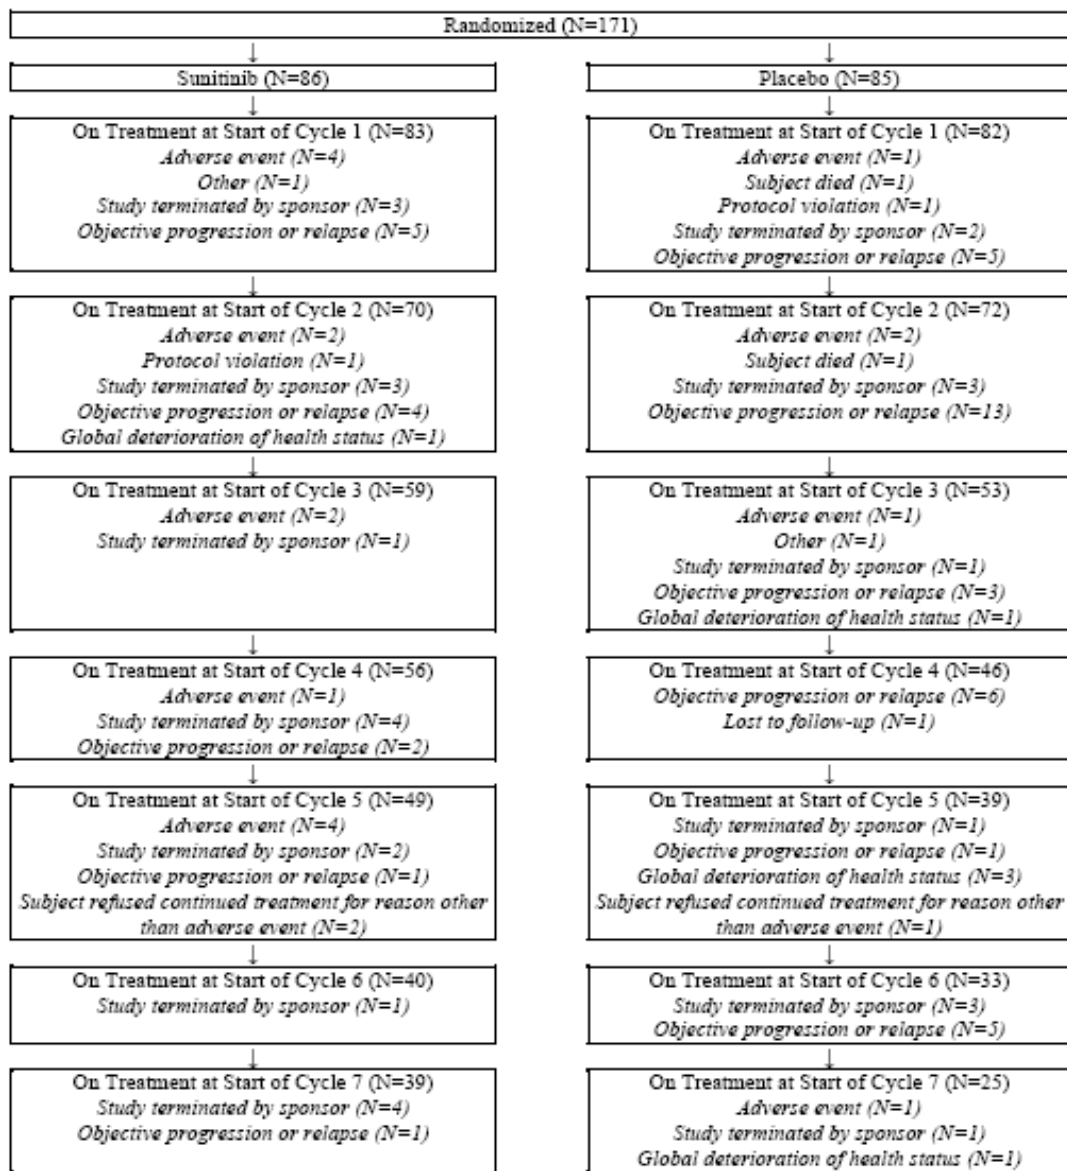 Randomized (N=171)
↓
↓
Sunitinib (N=86)
Placebo (N=85)
↓
↓
On Treatment at Start of Cycle 1 (N=83)
Adverse event (N=4)
Other (N=1)
Study terminated by sponsor (N=3)
Objective progression or relapse (N=5)
On Treatment at Start of Cycle 1 (N=82)
Adverse event (N=1)
Subject died (N=1)
Protocol violation (N=1)
Study terminated by sponsor (N=2)
Objective progression or relapse (N=5)
↓
↓
On Treatment at Start of Cycle 2 (N=70)
Adverse event (N=2)
Protocol violation (N=1)
Study terminated by sponsor (N=3)
Objective progression or relapse (N=4)
Global deterioration of health status (N=1)
On Treatment at Start of Cycle 2 (N=72)
Adverse event (N=2)
Subject died (N=1)
Study terminated by sponsor (N=3)
Objective progression or relapse (N=13)
↓
↓
On Treatment at Start of Cycle 3 (N=59)
Adverse event (N=2)
Study terminated by sponsor (N=1)
On Treatment at Start of Cycle 3 (N=53)
Adverse event (N=1)
Other (N=1)
Study terminated by sponsor (N=1)
Objective progression or relapse (N=3)
Global deterioration of health status (N=1)
↓
↓
On Treatment at Start of Cycle 4 (N=56)
Adverse event (N=1)
Study terminated by sponsor (N=4)
Objective progression or relapse (N=2)
On Treatment at Start of Cycle 4 (N=46)
Objective progression or relapse (N=6)
Lost to follow-up (N=1)
↓
↓
On Treatment at Start of Cycle 5 (N=49)
Adverse event (N=4)
Study terminated by sponsor (N=2)
Objective progression or relapse (N=1)
Subject refused continued treatment for reason other
than adverse event (N=2)
On Treatment at Start of Cycle 5 (N=39)
Study terminated by sponsor (N=1)
Objective progression or relapse (N=1)
Global deterioration of health status (N=3)
Subject refused continued treatment for reason other
than adverse event (N=1)
↓
↓
On Treatment at Start of Cycle 6 (N=40)
Study terminated by sponsor (N=1)
On Treatment at Start of Cycle 6 (N=33)
Study terminated by sponsor (N=3)
Objective progression or relapse (N=5)
↓
↓
On Treatment at Start of Cycle 7 (N=39)
Study terminated by sponsor (N=4)
Objective progression or relapse (N=1)
On Treatment at Start of Cycle 7 (N=25)
Adverse event (N=1)
Study terminated by sponsor (N=1)
Global deterioration of health status (N=1)